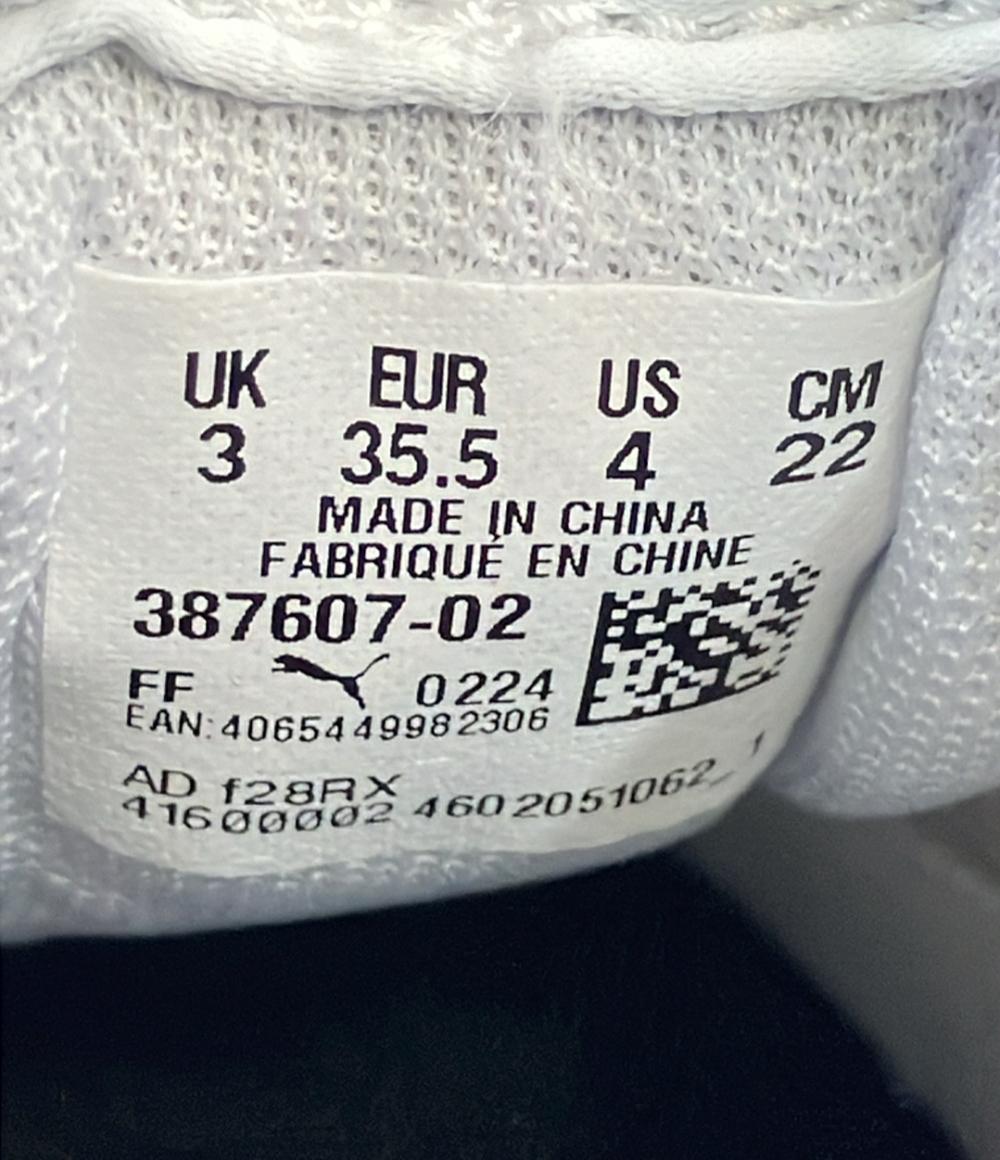 UK EUR US CM
3 35.5 4 22
MADE IN CHINA
FABRIQUÉ EN CHINE
387607-02
FF 0224
EAN:4065449982306
AD f28RX
41600002 4602051062_1